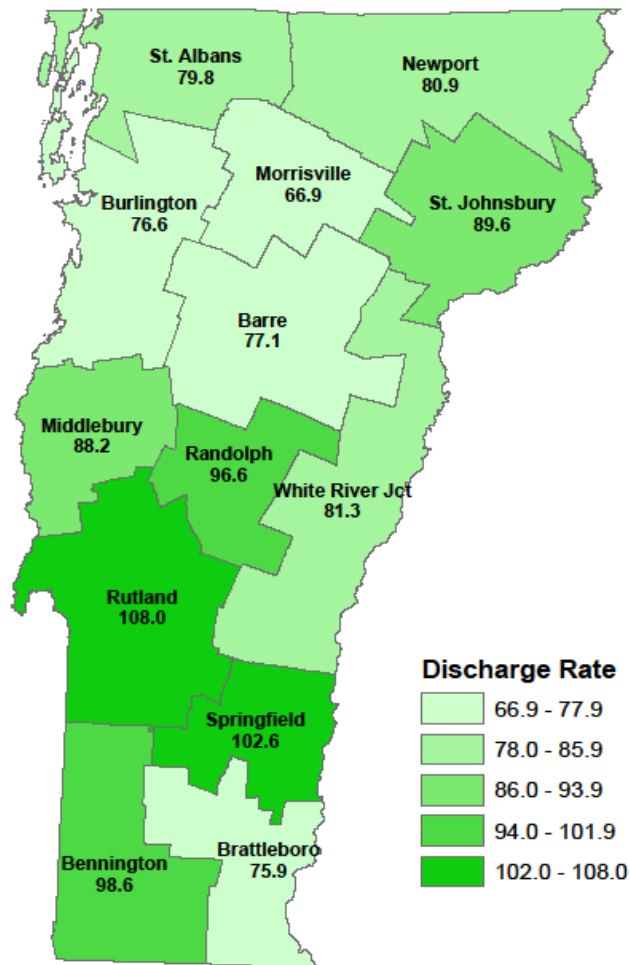 St. Albans
79.8
Newport
80.9
Morrisville
66.9
Burlington
76.6
St. Johnsbury
89.6
Barre
77.1
Middlebury
88.2
Randolph
96.6
White River Jct
81.3
Rutland
108.0
Springfield
102.6
Bennington
98.6
Brattleboro
75.9
Discharge Rate
66.9 - 77.9
78.0 - 85.9
86.0 - 93.9
94.0 - 101.9
102.0 - 108.0